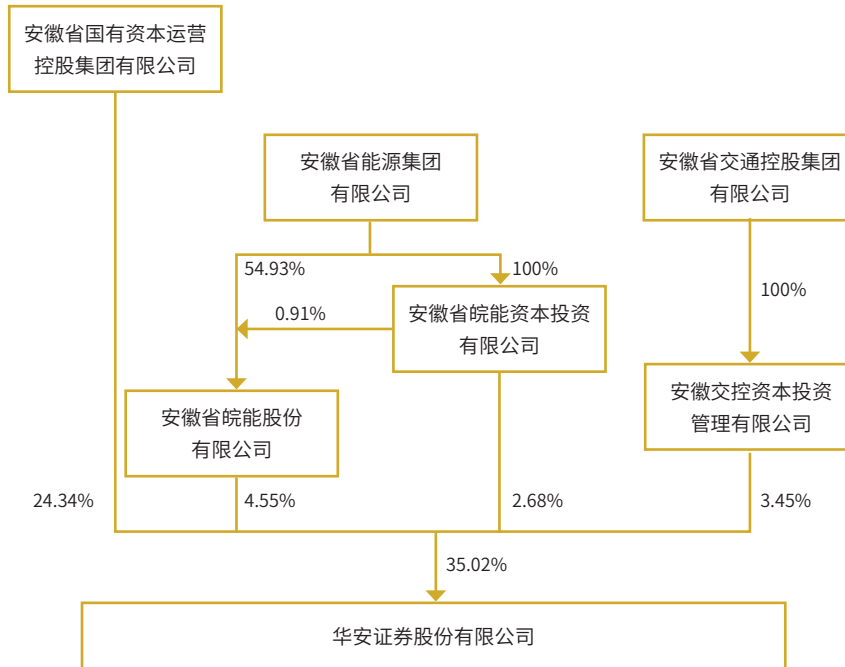 安徽省国有资本运营
控股集团有限公司
安徽省能源集团
有限公司
安徽省交通控股集团
有限公司
54.93%
100%
100%
0.91%
安徽省皖能资本投资
有限公司
安徽省皖能股份
有限公司
安徽交控资本投资
管理有限公司
24.34%
4.55%
2.68%
3.45%
35.02%
华安证券股份有限公司